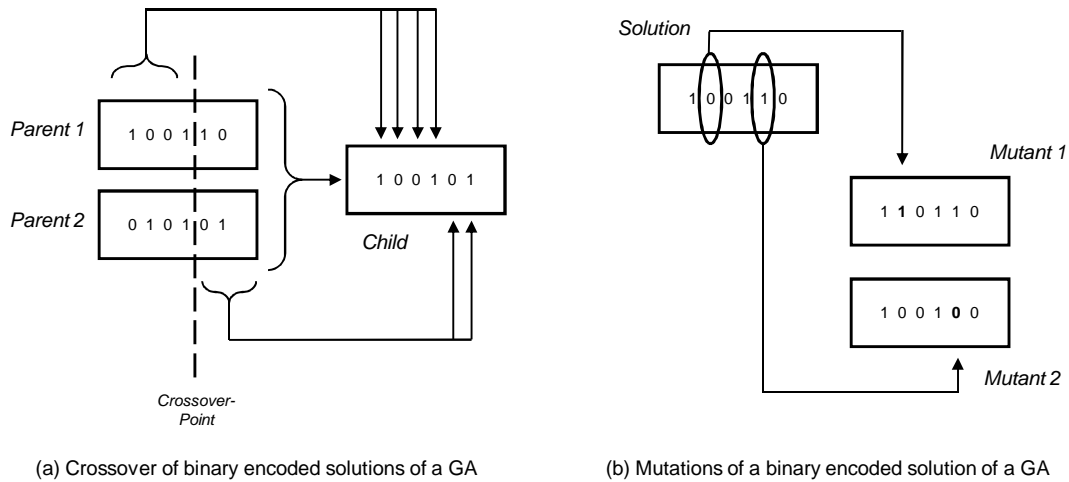 Parent 1
1 0 0 1 1 0
Parent 2
0 1 0 1 0 1
1 0 0 1 0 1
Child
Crossover-
Point
(a) Crossover of binary encoded solutions of a GA
Solution
1 0 0 1 1 0
Mutant 1
1 1 0 1 1 0
1 0 0 1 0 0
Mutant 2
(b) Mutations of a binary encoded solution of a GA